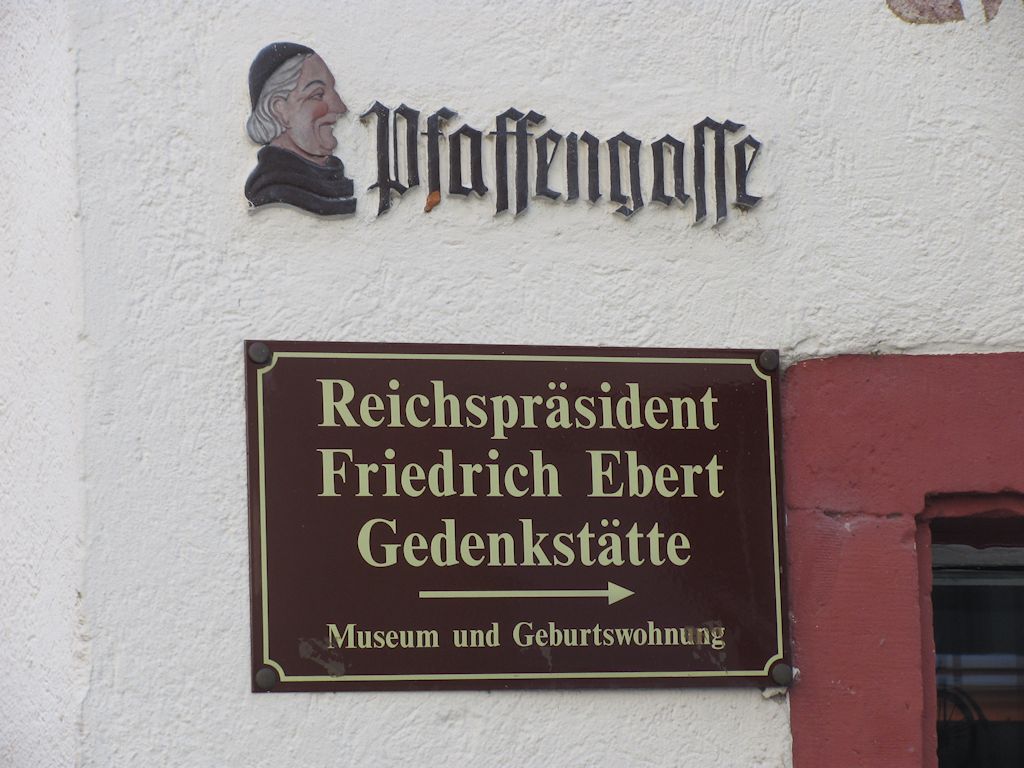 Pfaffengasse
Reichspräsident
Friedrich Ebert
Gedenkstätte
Museum und Geburtswohnung